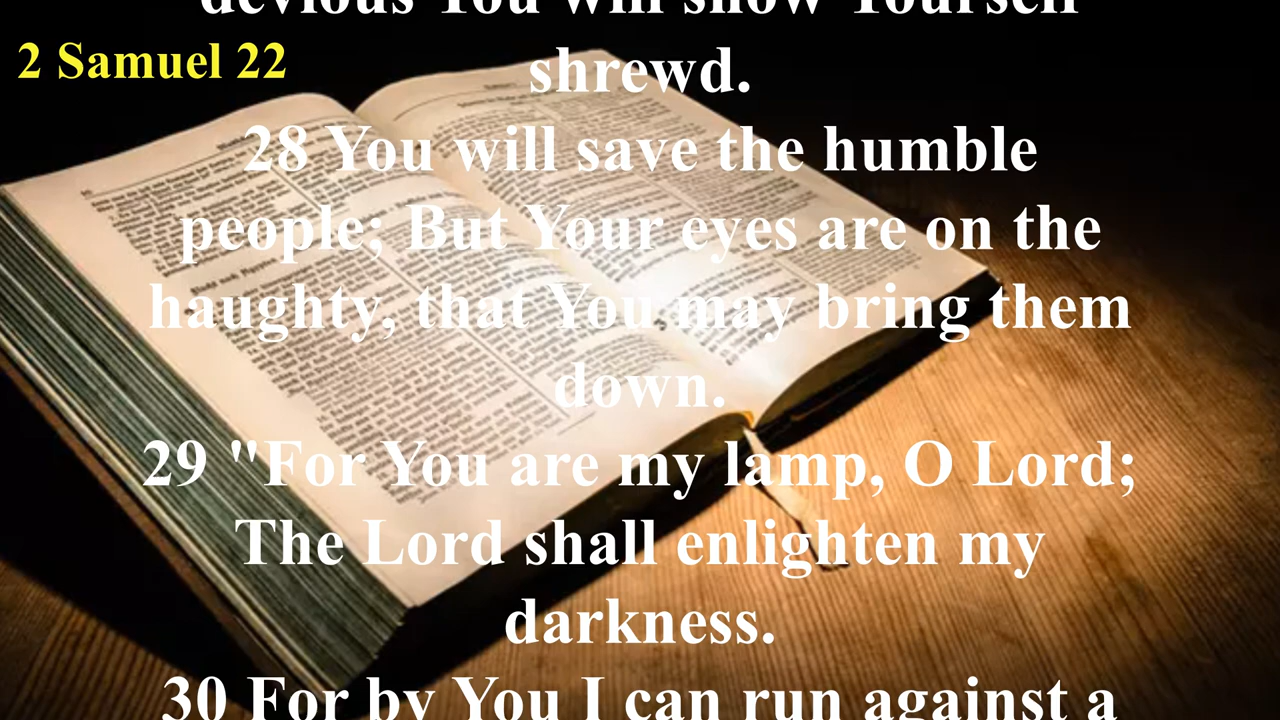 devious You will show Yourself
2 Samuel 22
shrewd.
28 You will save the humble
people; But Your eyes are on the
haughty, that You may bring them
down.
29 "For You are my lamp, O Lord;
The Lord shall enlighten my
darkness.
30 For by You I can run against a